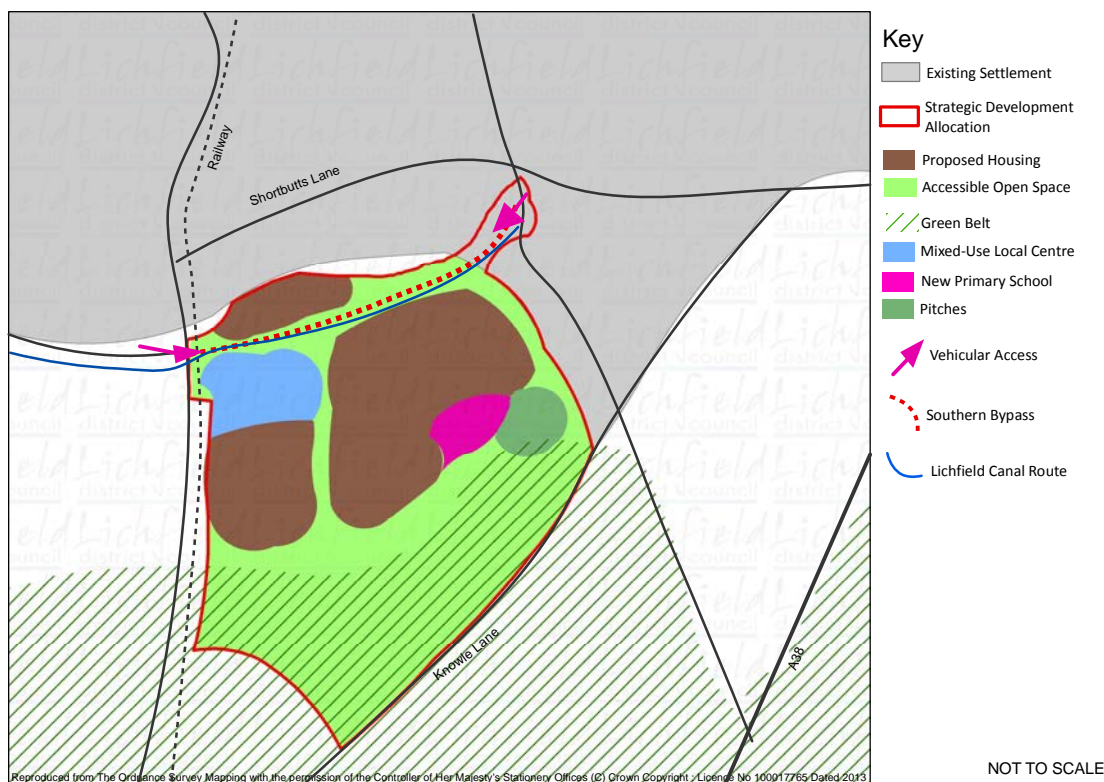 Railway
Shortbutts Lane
Knowle Lane
A38
Reproduced from The Ordnance Survey Mapping with the permission of the Controller of Her Majesty's Stationery Offices (C) Crown Copyright : Licence No 100017765 Dated 2013
Key
Existing Settlement
Strategic Development
Allocation
Proposed Housing
Accessible Open Space
Green Belt
Mixed-Use Local Centre
New Primary School
Pitches
Vehicular Access
Southern Bypass
Lichfield Canal Route
NOT TO SCALE